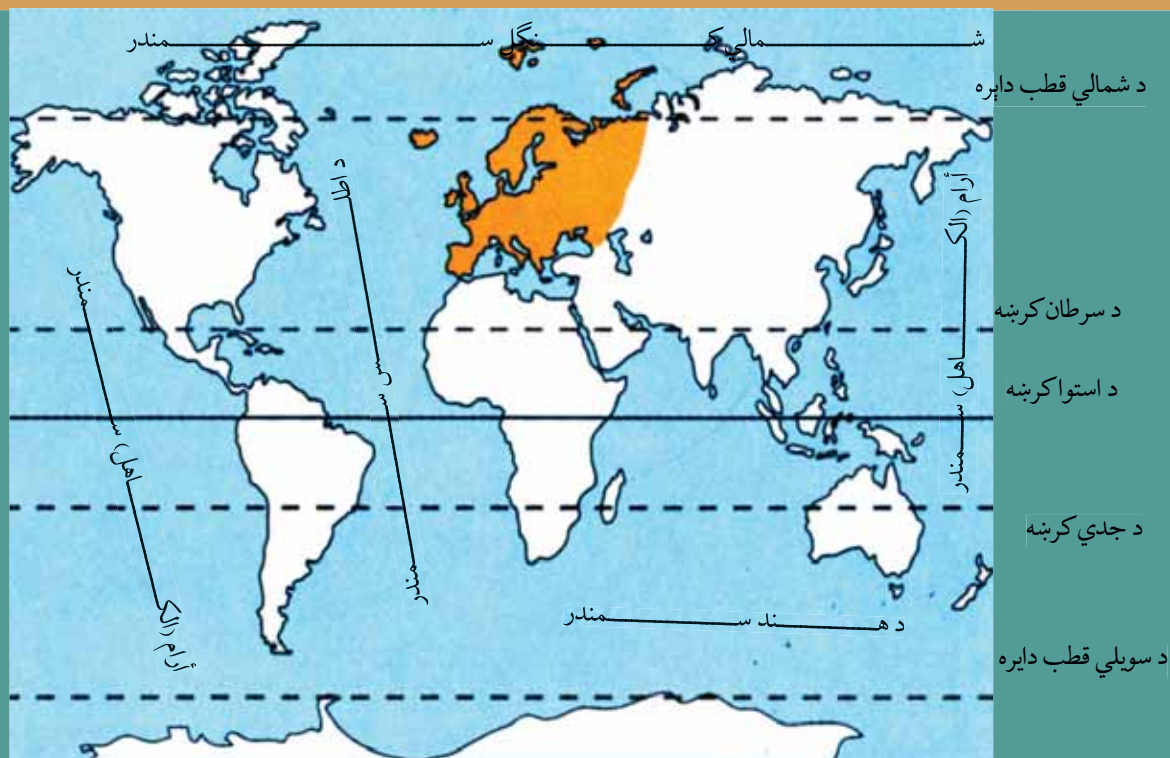 شمالي کنگل سمندر
د شمالي قطب دایره
د اطلس سمندر
آرام (الکاهل) سمندر
آرام (الکاهل) سمندر
د سرطان کرښه
د استوا کرښه
د جدي کرښه
د هند سمندر
د سویلي قطب دایره